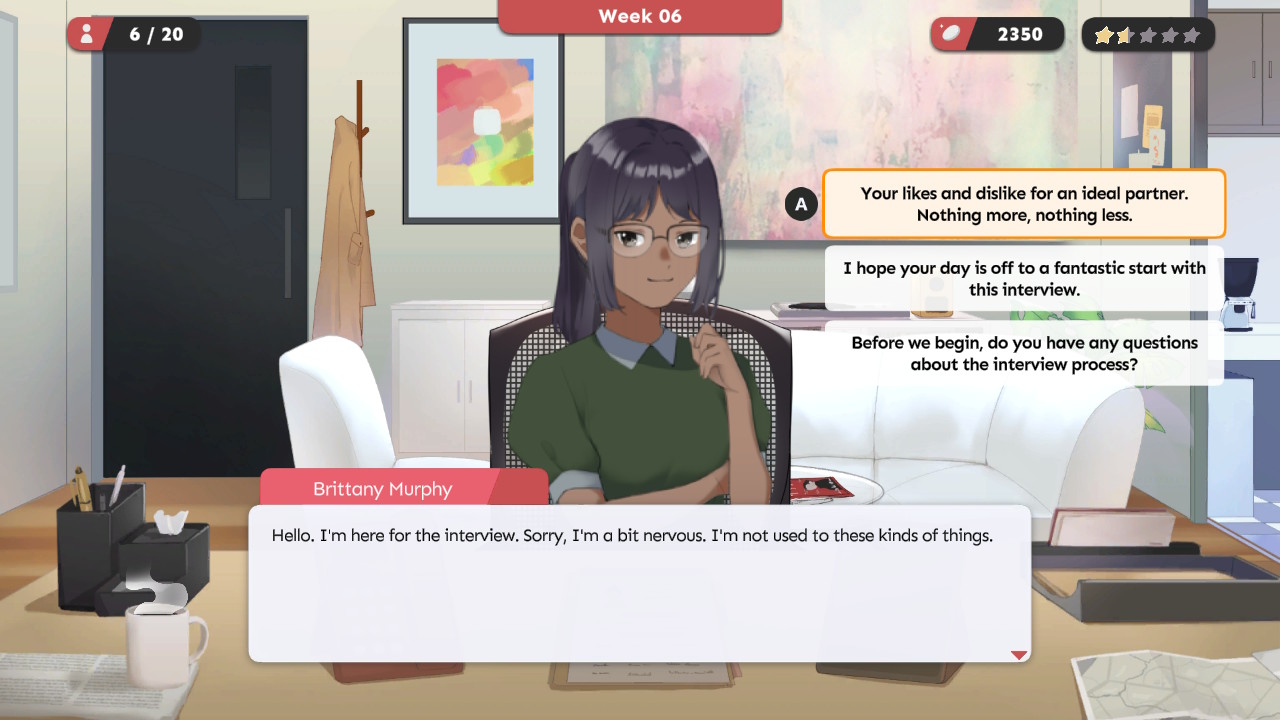 Week 06
6 / 20
2350
Your likes and dislike for an ideal partner.
Nothing more, nothing less.
A
I hope your day is off to a fantastic start with
this interview.
Before we begin, do you have any questions
about the interview process?
Brittany Murphy
Hello. I'm here for the interview. Sorry, I'm a bit nervous. I'm not used to these kinds of things.